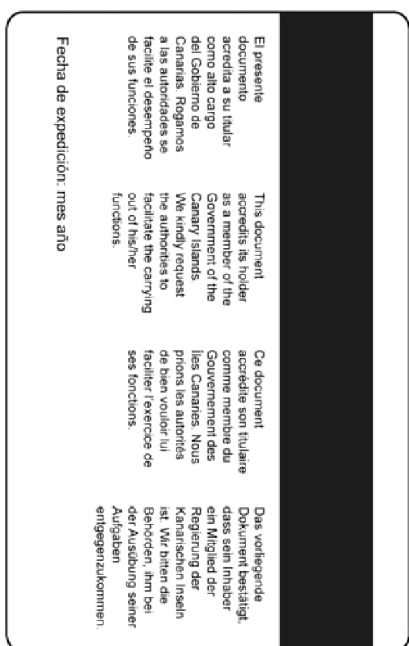 El presente
documento
acredita a su titular
como alto cargo
del Gobierno de
Canarias. Rogamos
a las autoridades se
facilite el desempeño
de sus funciones.
This document
accredits its holder
as a member of the
Government of the
Canary Islands.
We kindly request
the authorities to
facilitate the carrying
out of his/her
functions.
Ce document
accrédite son titulaire
comme membre du
Gouvernement des
Iles Canaries. Nous
prions les autorités
de bien vouloir lui
faciliter l'exercice de
ses fonctions.
Das vorliegende
Dokument bestätigt,
dass sein Inhaber
ein Mitglied der
Regierung der
Kanarischen Inseln
ist. Wir bitten die
Behörden, ihm bei
der Ausübung seiner
Aufgaben
entgegenzukommen.
Fecha de expedición: mes año